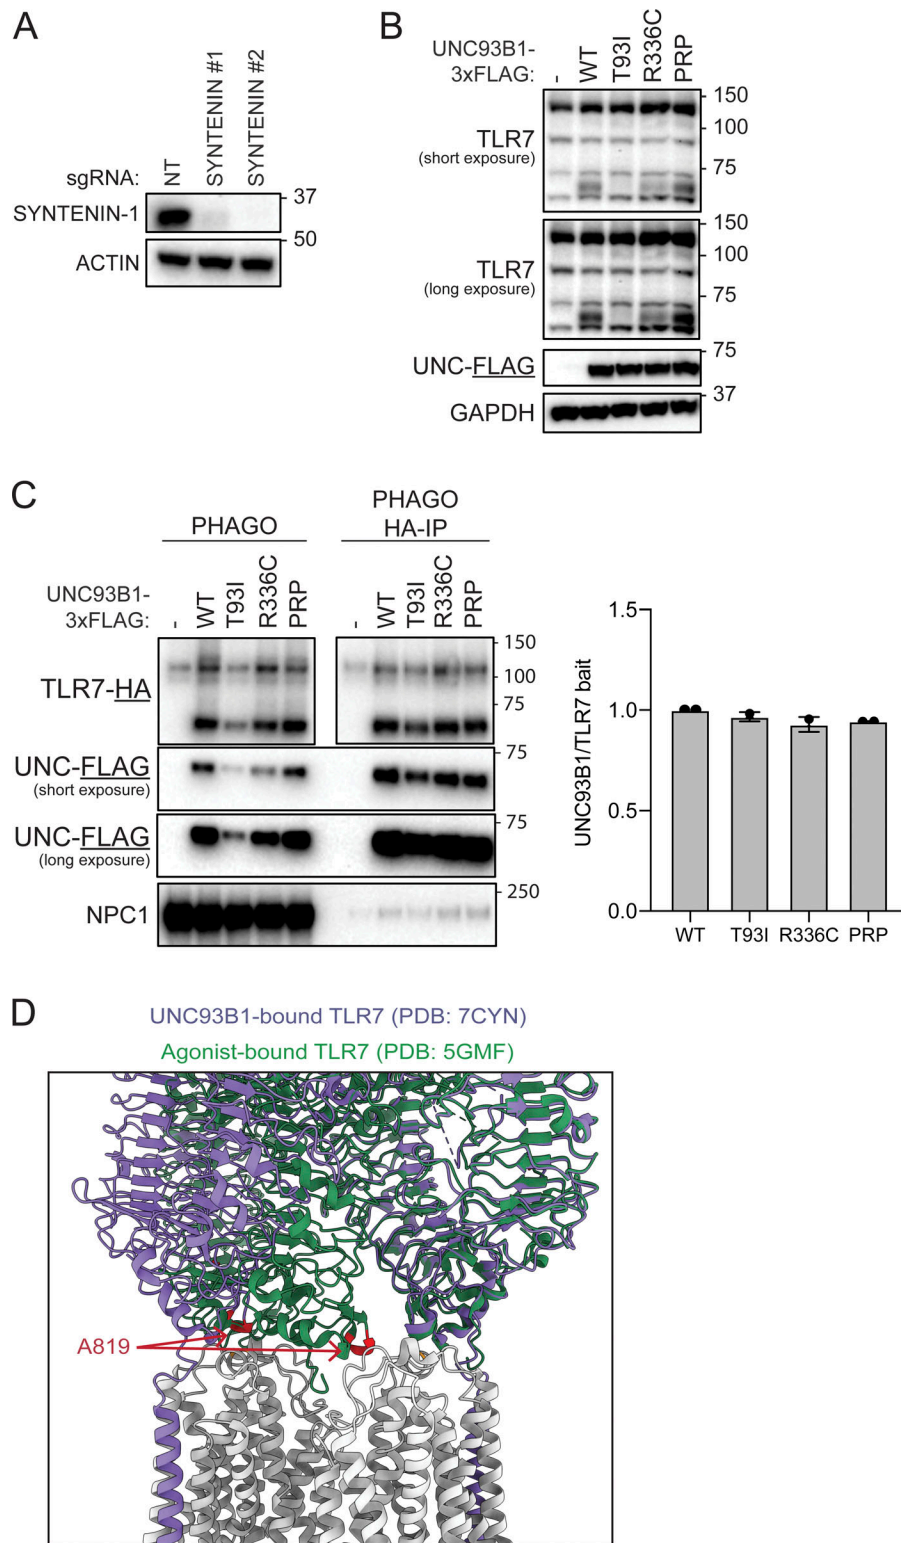 A
sgRNA:
NT
SYNTENIN #1
SYNTENIN #2
SYNTENIN-1
37
50
ACTIN
B
UNC93B1-
3xFLAG:
-
WT
T93I
R336C
PRP
TLR7
(short exposure)
150
100
75
TLR7
(long exposure)
150
100
75
UNC-FLAG
75
37
GAPDH
C
PHAGO
PHAGO
HA-IP
UNC93B1-
3xFLAG:
-
WT
T93I
R336C
PRP
-
WT
T93I
R336C
PRP
TLR7-HA
150
100
75
UNC-FLAG
(short exposure)
75
UNC-FLAG
(long exposure)
75
NPC1
250
UNC93B1/TLR7 bait
1.5
1.0
0.5
0.0
WT
T93I
R336C
PRP
D
UNC93B1-bound TLR7 (PDB: 7CYN)
Agonist-bound TLR7 (PDB: 5GMF)
A819